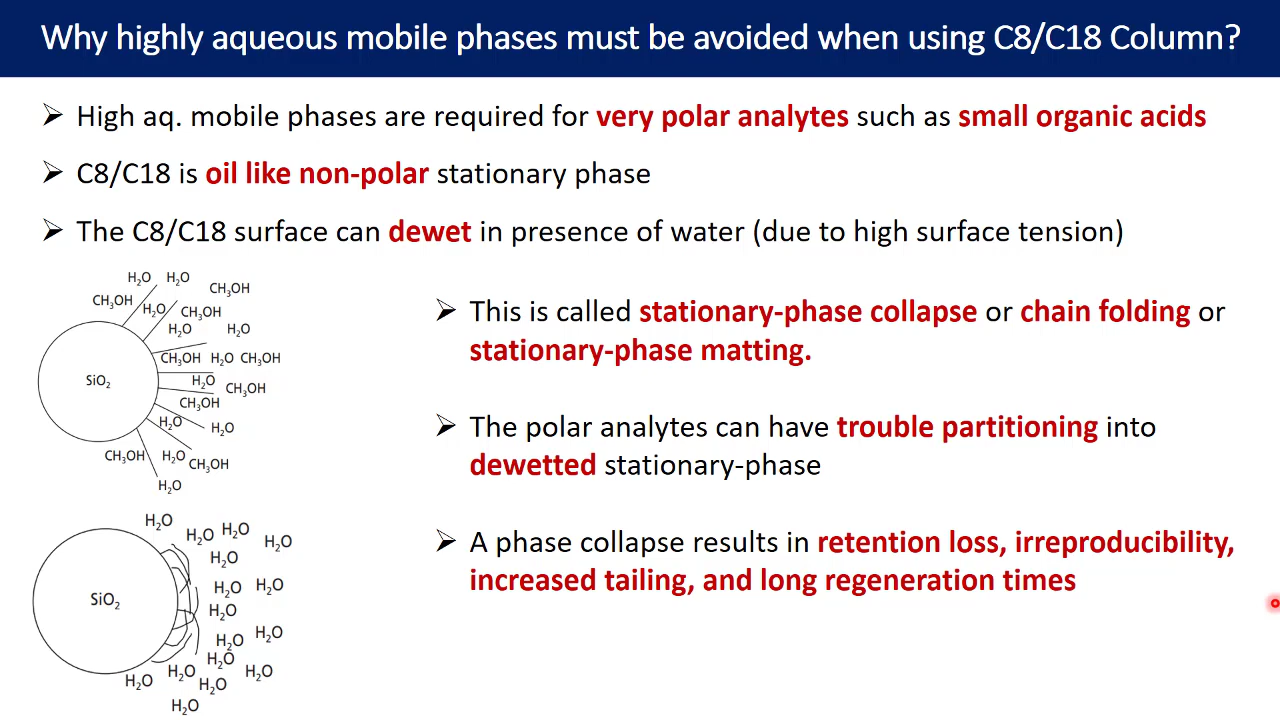 Why highly aqueous mobile phases must be avoided when using C8/C18 Column?
➢ High aq. mobile phases are required for very polar analytes such as small organic acids
➢ C8/C18 is oil like non-polar stationary phase
➢ The C8/C18 surface can dewet in presence of water (due to high surface tension)
H₂O H₂O
CH₃OH
CH₃OH
H₂O CH₃OH
H₂O H₂O
CH₃OH H₂O CH₃OH
SiO₂
H₂O
CH₃OH
CH₃OH
H₂O
H₂O
CH₃OH H₂O
CH₃OH
H₂O
➢ This is called stationary-phase collapse or chain folding or
stationary-phase matting.
➢ The polar analytes can have trouble partitioning into
dewetted stationary-phase
➢ A phase collapse results in retention loss, irreproducibility,
increased tailing, and long regeneration times
H₂O
H₂O H₂O
H₂O
H₂O
H₂O H₂O
SiO₂
H₂O
H₂O H₂O
H₂O
H₂O H₂O
H₂O H₂O
H₂O